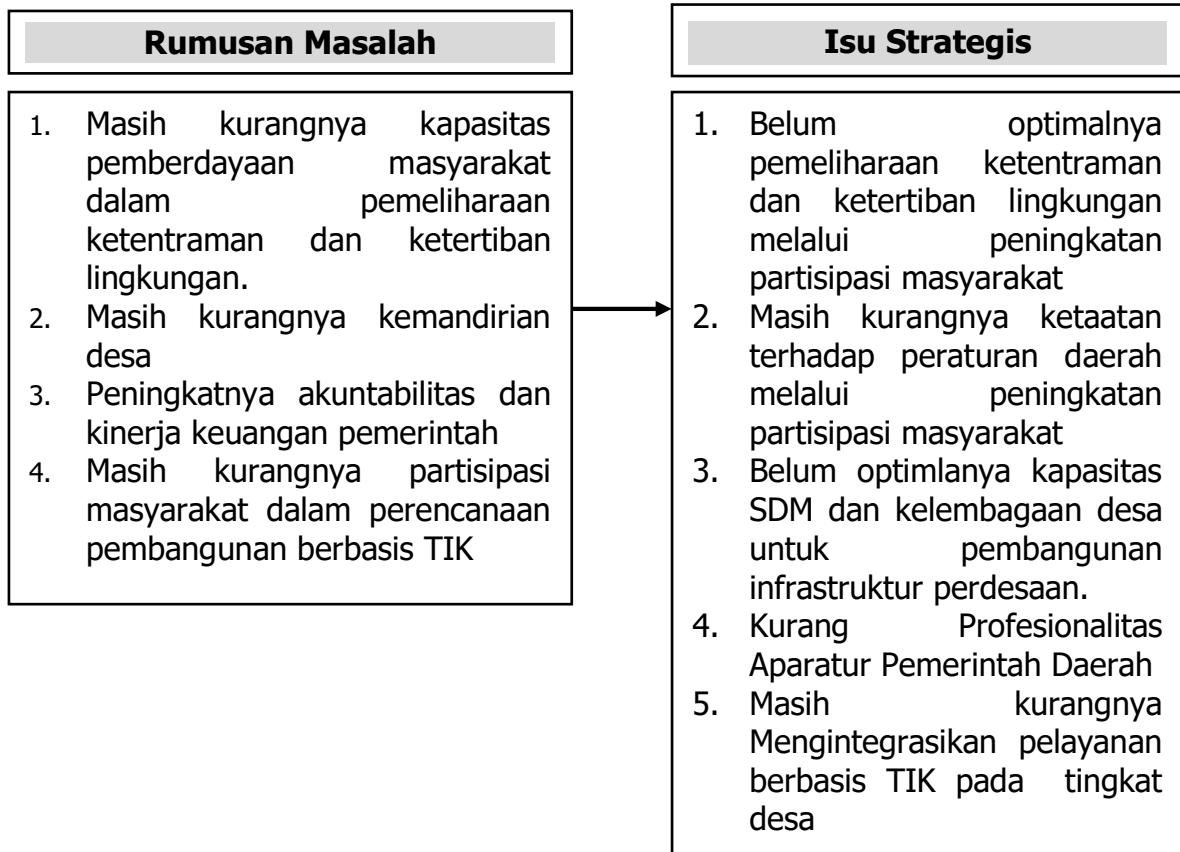 Rumusan Masalah
1. Masih kurangnya kapasitas
pemberdayaan masyarakat
dalam pemeliharaan
ketentraman dan ketertiban
lingkungan.
2. Masih kurangnya kemandirian
desa
3. Peningkatnya akuntabilitas dan
kinerja keuangan pemerintah
4. Masih kurangnya partisipasi
masyarakat dalam perencanaan
pembangunan berbasis TIK
Isu Strategis
1. Belum optimalnya
pemeliharaan ketentraman
dan ketertiban lingkungan
melalui peningkatan
partisipasi masyarakat
2. Masih kurangnya ketaatan
terhadap peraturan daerah
melalui peningkatan
partisipasi masyarakat
3. Belum optimlanya kapasitas
SDM dan kelembagaan desa
untuk pembangunan
infrastruktur perdesaan.
4. Kurang Profesionalitas
Aparatur Pemerintah Daerah
5. Masih kurangnya
Mengintegrasikan pelayanan
berbasis TIK pada tingkat
desa